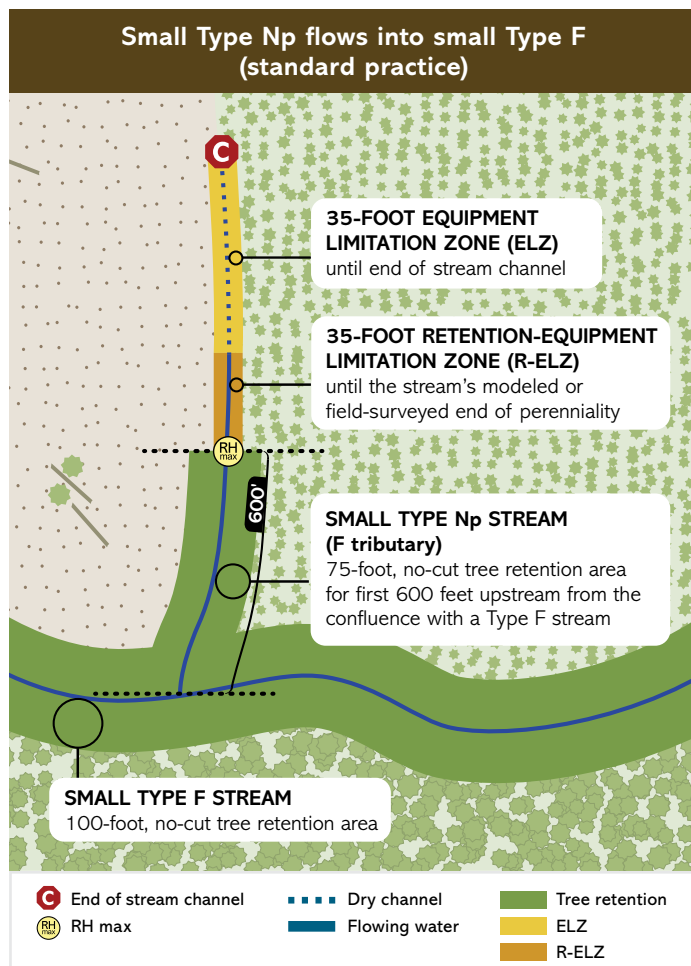 Small Type Np flows into small Type F
(standard practice)
C
35-FOOT EQUIPMENT
LIMITATION ZONE (ELZ)
until end of stream channel
35-FOOT RETENTION-EQUIPMENT
LIMITATION ZONE (R-ELZ)
until the stream's modeled or
field-surveyed end of perenniality
RH
max
600'
SMALL TYPE Np STREAM
(F tributary)
75-foot, no-cut tree retention area
for first 600 feet upstream from the
confluence with a Type F stream
SMALL TYPE F STREAM
100-foot, no-cut tree retention area
C End of stream channel
RH
max
RH max
Dry channel
Flowing water
Tree retention
ELZ
R-ELZ